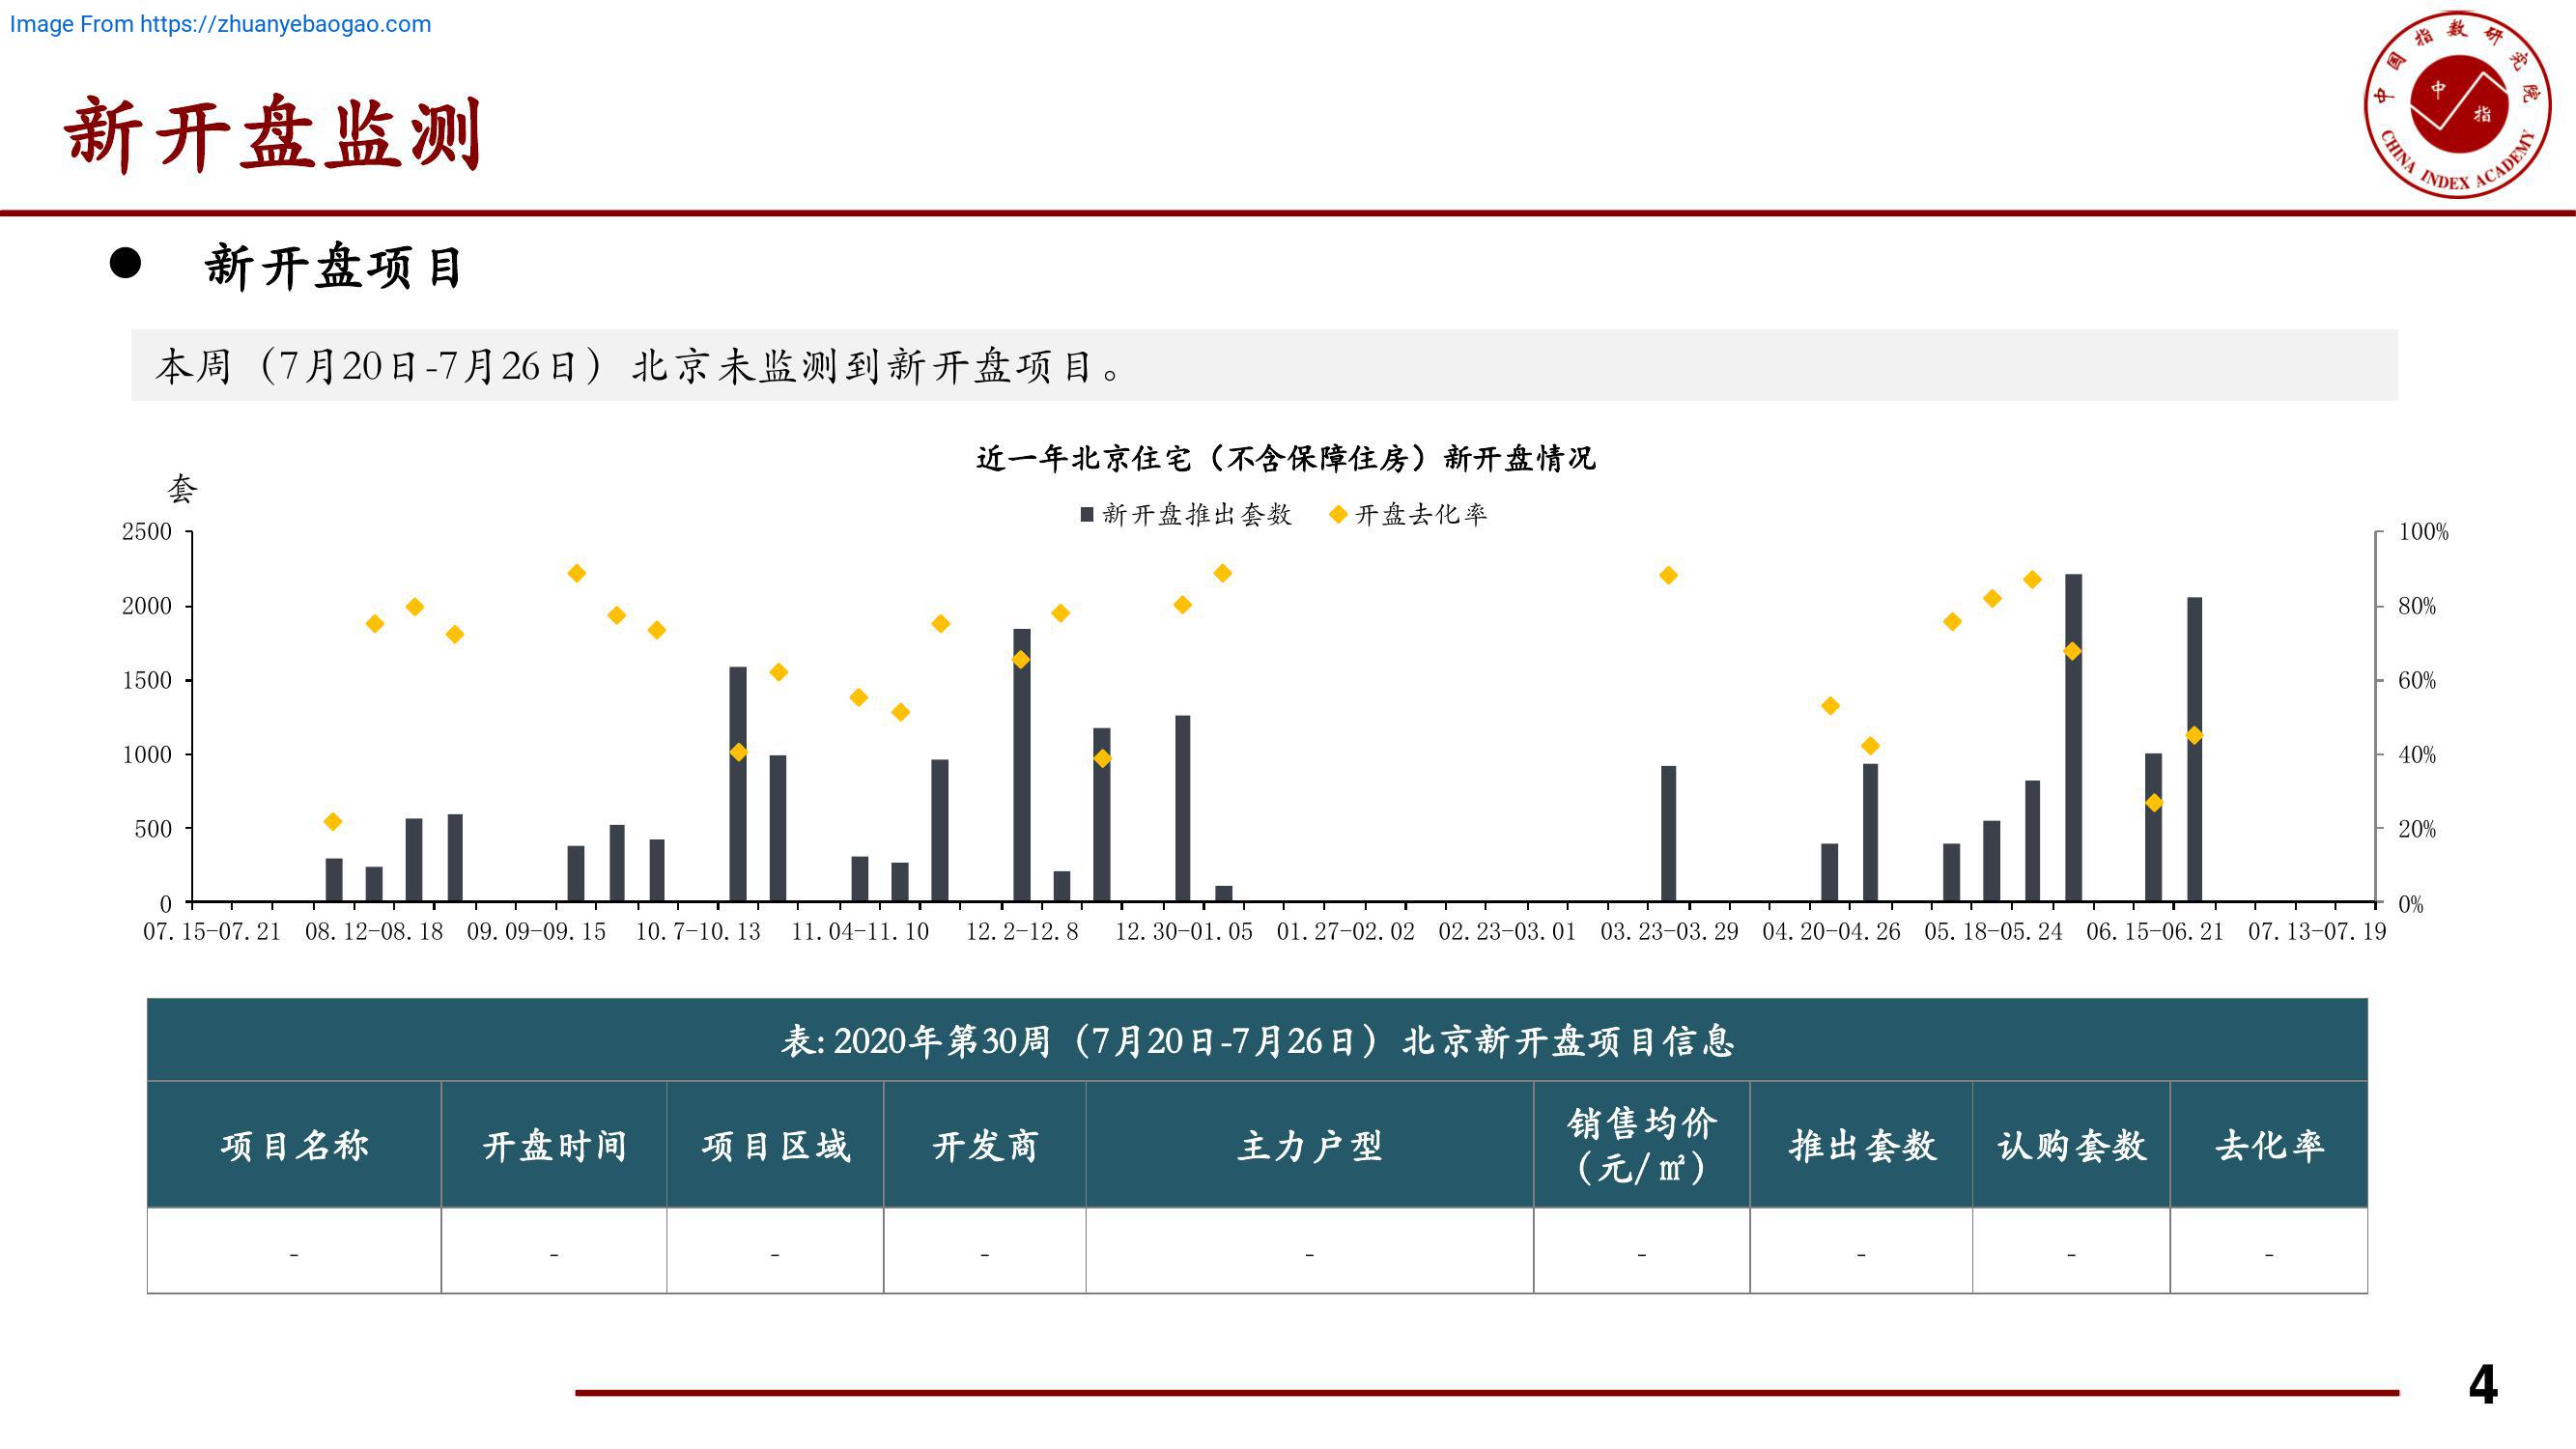 Image From https://zhuanyebaogao.com
中国指数研究院
中
指
CHINA INDEX ACADEMY
新开盘监测
● 新开盘项目
本周（7月20日-7月26日）北京未监测到新开盘项目。
近一年北京住宅（不含保障住房）新开盘情况
套
新开盘推出套数 开盘去化率
2500 100%
2000 80%
1500 60%
1000 40%
500 20%
0 0%
07.15-07.21 08.12-08.18 09.09-09.15 10.7-10.13 11.04-11.10 12.2-12.8 12.30-01.05 01.27-02.02 02.23-03.01 03.23-03.29 04.20-04.26 05.18-05.24 06.15-06.21 07.13-07.19
表: 2020年第30周（7月20日-7月26日）北京新开盘项目信息
项目名称 开盘时间 项目区域 开发商 主力户型 销售均价（元/㎡） 推出套数 认购套数 去化率
- - - - - - - - -
4